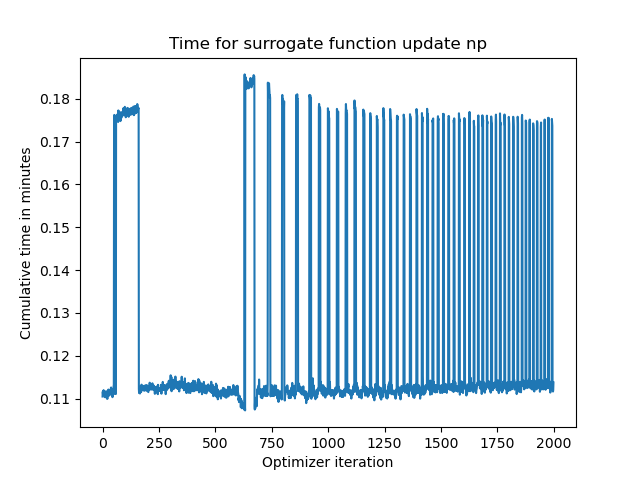 Time for surrogate function update np
Cumulative time in minutes
0.18
0.17
0.16
0.15
0.14
0.13
0.12
0.11
0 250 500 750 1000 1250 1500 1750 2000
Optimizer iteration